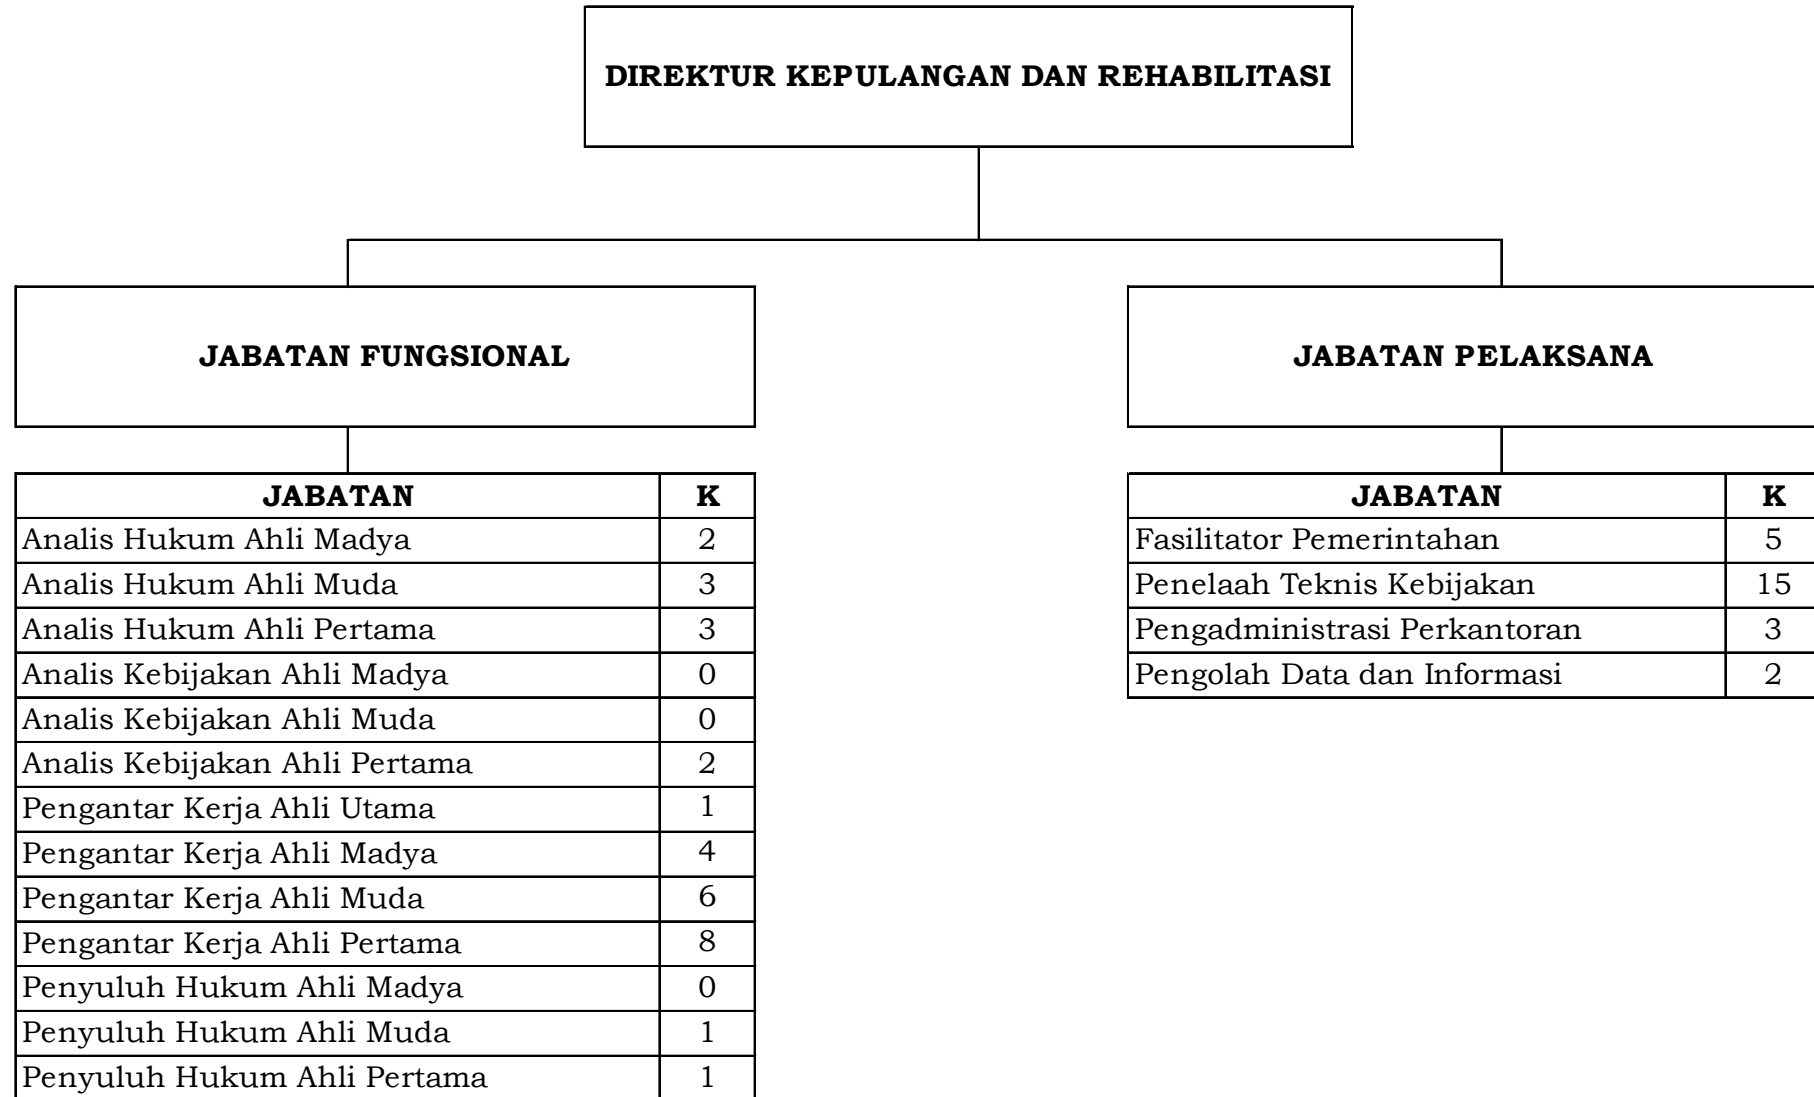 DIREKTUR KEPULANGAN DAN REHABILITASI
JABATAN FUNGSIONAL
JABATAN K
Analis Hukum Ahli Madya 2
Analis Hukum Ahli Muda 3
Analis Hukum Ahli Pertama 3
Analis Kebijakan Ahli Madya 0
Analis Kebijakan Ahli Muda 0
Analis Kebijakan Ahli Pertama 2
Pengantar Kerja Ahli Utama 1
Pengantar Kerja Ahli Madya 4
Pengantar Kerja Ahli Muda 6
Pengantar Kerja Ahli Pertama 8
Penyuluh Hukum Ahli Madya 0
Penyuluh Hukum Ahli Muda 1
Penyuluh Hukum Ahli Pertama 1
JABATAN PELAKSANA
JABATAN K
Fasilitator Pemerintahan 5
Penelaah Teknis Kebijakan 15
Pengadministrasi Perkantoran 3
Pengolah Data dan Informasi 2